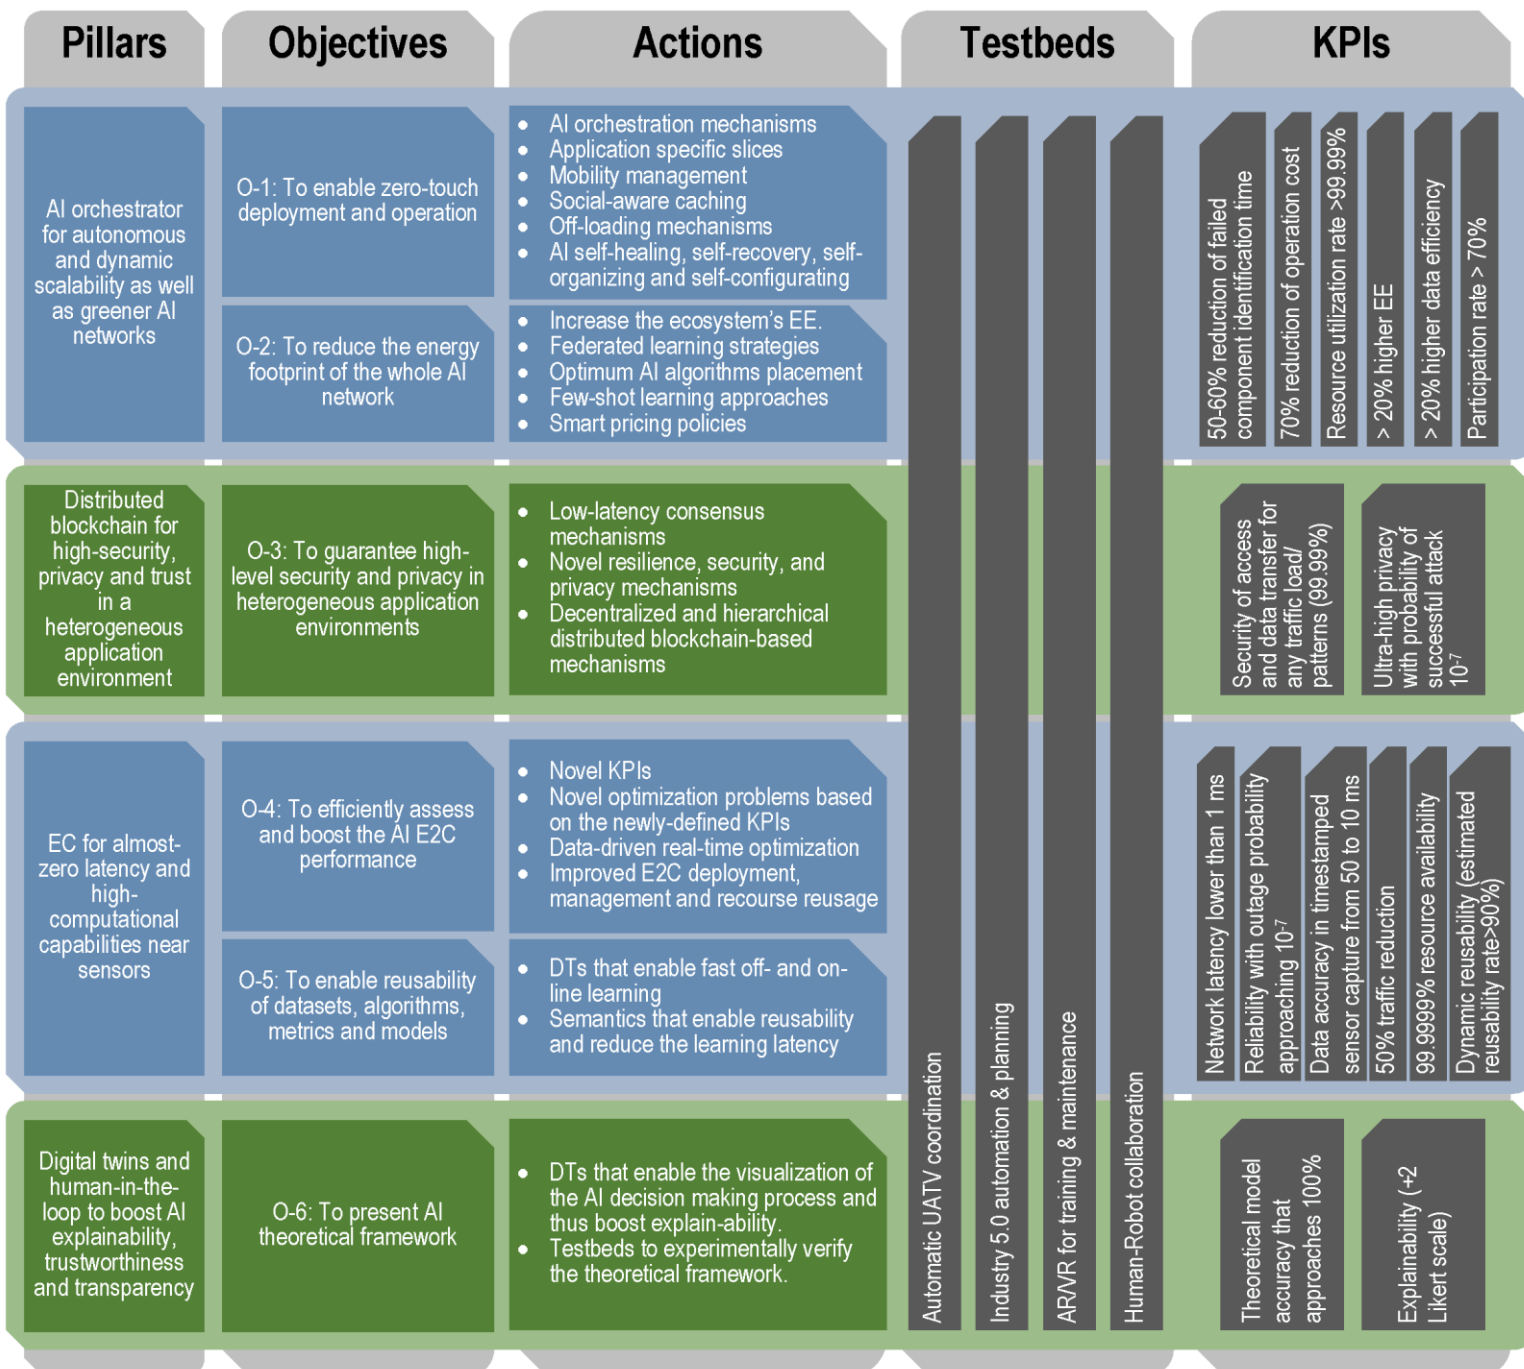 Pillars
Objectives
Actions
Testbeds
KPIs
AI orchestrator
for autonomous
and dynamic
scalability as well
as greener AI
networks
O-1: To enable zero-touch
deployment and operation
• AI orchestration mechanisms
• Application specific slices
• Mobility management
• Social-aware caching
• Off-loading mechanisms
• AI self-healing, self-recovery, self-
organizing and self-configurating
O-2: To reduce the energy
footprint of the whole AI
network
• Increase the ecosystem's EE.
• Federated learning strategies
• Optimum AI algorithms placement
• Few-shot learning approaches
• Smart pricing policies
50-60% reduction of failed
component identification time
70% reduction of operation cost
Resource utilization rate >99.99%
> 20% higher EE
> 20% higher data efficiency
Participation rate > 70%
Distributed
blockchain for
high-security,
privacy and trust
in a
heterogeneous
application
environment
O-3: To guarantee high-
level security and privacy in
heterogeneous application
environments
• Low-latency consensus
mechanisms
• Novel resilience, security, and
privacy mechanisms
• Decentralized and hierarchical
distributed blockchain-based
mechanisms
Security of access
and data transfer for
any traffic load/
patterns (99.99%)
Ultra-high privacy
with probability of
successful attack
10⁻⁷
EC for almost-
zero latency and
high-
computational
capabilities near
sensors
O-4: To efficiently assess
and boost the AI E2C
performance
• Novel KPIs
• Novel optimization problems based
on the newly-defined KPIs
• Data-driven real-time optimization
• Improved E2C deployment,
management and recourse reusage
O-5: To enable reusability
of datasets, algorithms,
metrics and models
• DTs that enable fast off- and on-
line learning
• Semantics that enable reusability
and reduce the learning latency
Network latency lower than 1 ms
Reliability with outage probability
approaching 10⁻⁷
Data accuracy in timestamped
sensor capture from 50 to 10 ms
50% traffic reduction
99.9999% resource availability
Dynamic reusability (estimated
reusability rate>90%)
Digital twins and
human-in-the-
loop to boost AI
explainability,
trustworthiness
and transparency
O-6: To present AI
theoretical framework
• DTs that enable the visualization of
the AI decision making process and
thus boost explain-ability.
• Testbeds to experimentally verify
the theoretical framework.
Automatic UATV coordination
Industry 5.0 automation & planning
AR/VR for training & maintenance
Human-Robot collaboration
Theoretical model
accuracy that
approaches 100%
Explainability (+2
Likert scale)